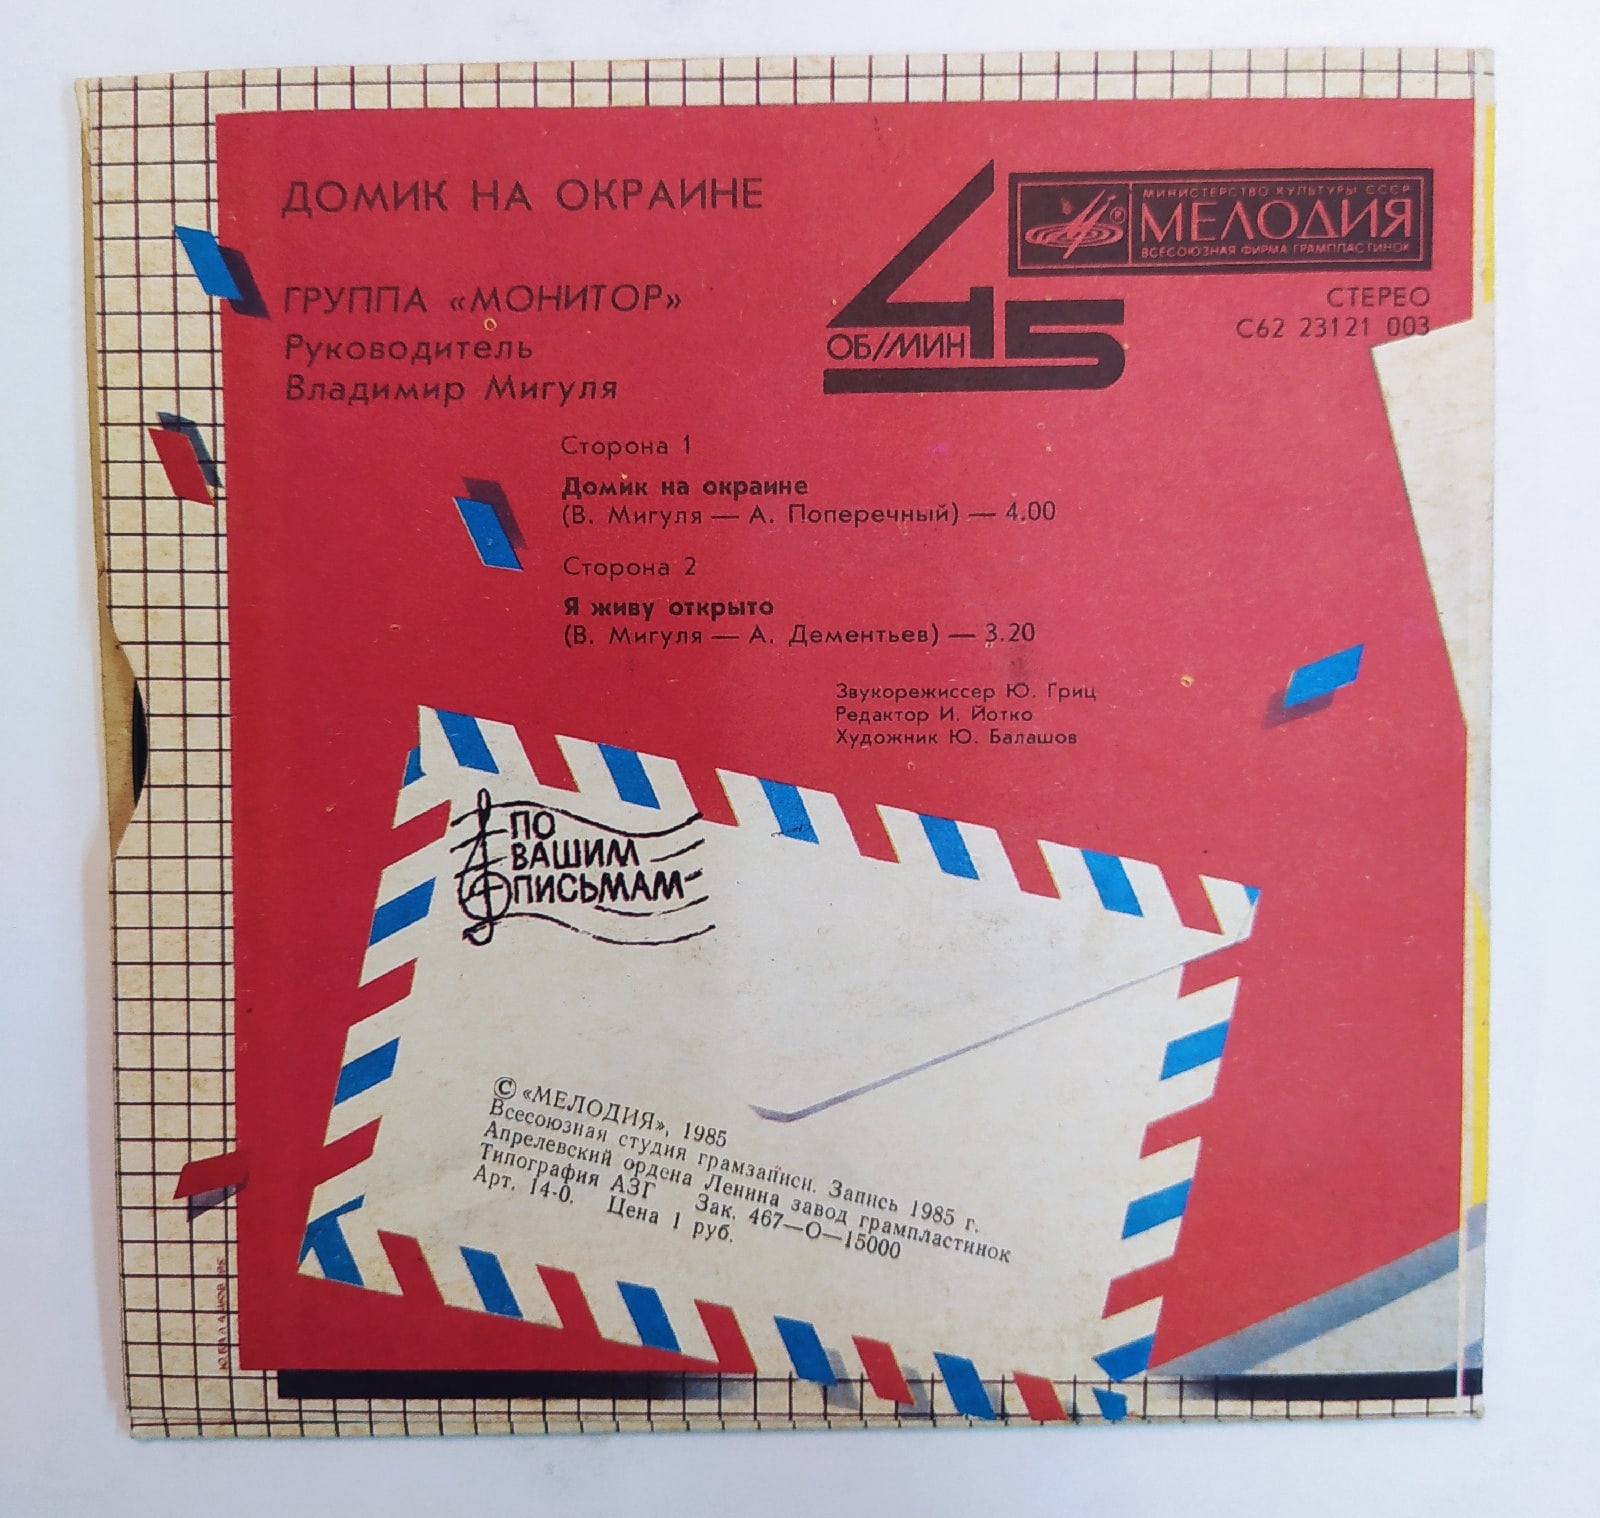 ДОМИК НА ОКРАИНЕ
ГРУППА «МОНИТОР»
Руководитель
Владимир Мигуля
45
ОБ/МИН
МИНИСТЕРСТВО КУЛЬТУРЫ СССР
МЕЛОДИЯ
®
ВСЕСОЮЗНАЯ ФИРМА ГРАМПЛАСТИНОК
СТЕРЕО
С62 23121 003
Сторона 1
Домик на окраине
(В. Мигуля — А. Поперечный) — 4.00
Сторона 2
Я живу открыто
(В. Мигуля — А. Дементьев) — 3.20
Звукорежиссер Ю. Гриц
Редактор И. Йотко
Художник Ю. Балашов
ПО
ВАШИМ
ПИСЬМАМ
© «МЕЛОДИЯ», 1985
Всесоюзная студия грамзаписи. Запись 1985 г.
Апрелевский ордена Ленина завод грампластинок
Типография АЗГ Зак. 467—О—15000
Арт. 14-0. Цена 1 руб.
Ю.БАЛАШОВ